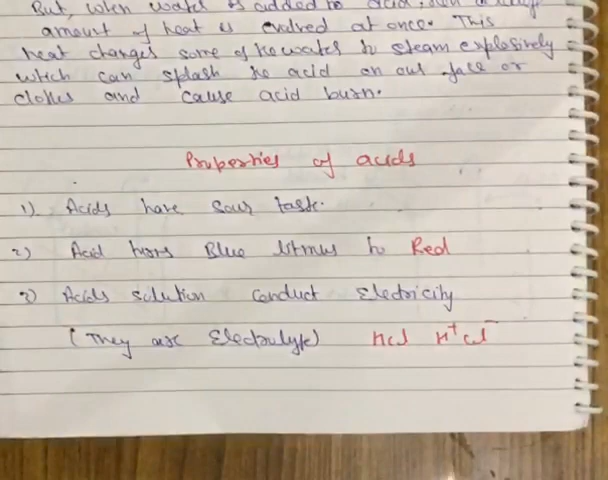 But, when water is added to acid, then a large
amount of heat is evolved at once. This
heat changes some of the water to steam explosively
which can splash the acid on our face or
clothes and cause acid burn.
Properties of acids
1) Acids have sour taste.
2) Acid turns Blue litmus to Red
3) Acids solution conduct Electricity
(They are Electrolyte) HCl H⁺Cl⁻